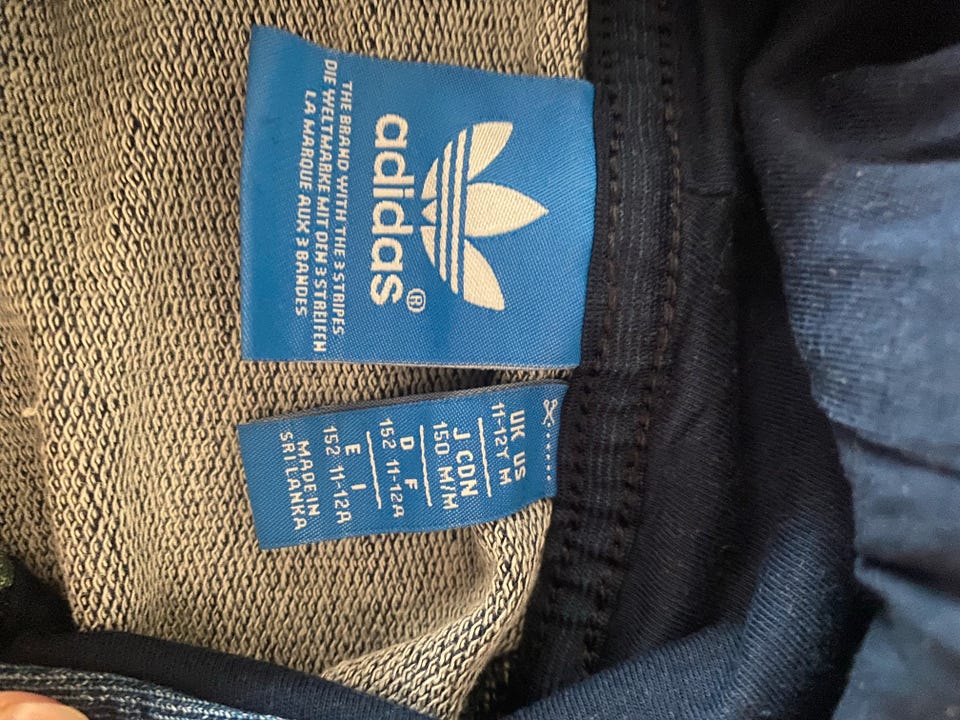 adidas®
THE BRAND WITH THE 3 STRIPES
DIE WELTMARKE MIT DEN 3 STREIFEN
LA MARQUE AUX 3 BANDES
UK US
11-12Y M
J CDN
150 M/M
D F
152 11-12A
E I
152 11-12A
MADE IN
SRI LANKA